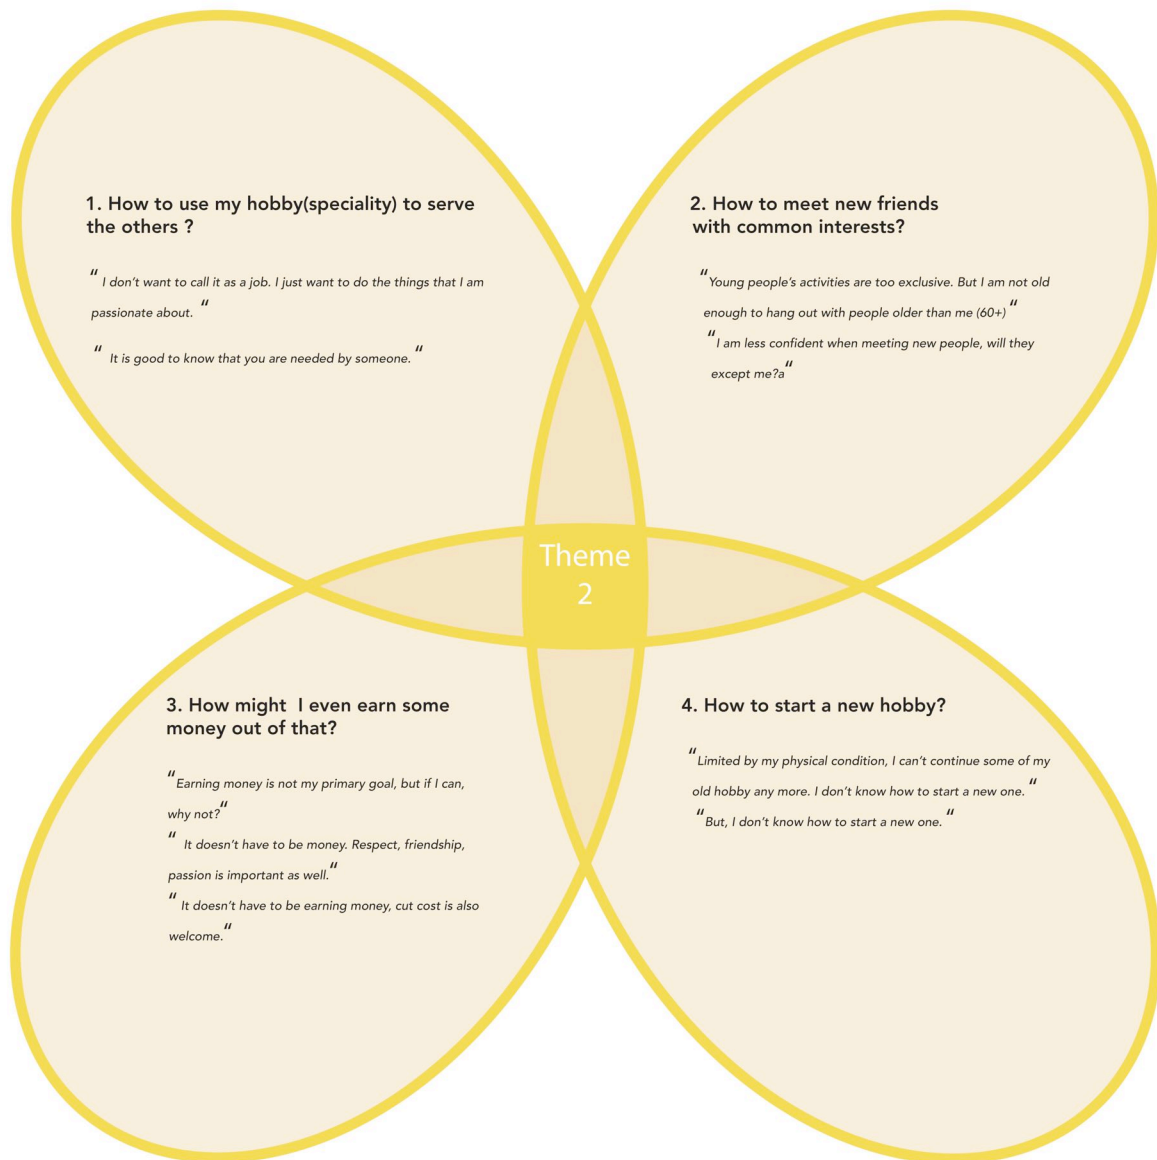 1. How to use my hobby(speciality) to serve
the others ?
" I don't want to call it as a job. I just want to do the things that I am
passionate about. "
" It is good to know that you are needed by someone. "
2. How to meet new friends
with common interests?
"Young people's activities are too exclusive. But I am not old
enough to hang out with people older than me (60+)"
"I am less confident when meeting new people, will they
except me?a"
Theme
2
3. How might  I even earn some
money out of that?
"Earning money is not my primary goal, but if I can,
why not?"
" It doesn't have to be money. Respect, friendship,
passion is important as well."
" It doesn't have to be earning money, cut cost is also
welcome."
4. How to start a new hobby?
"Limited by my physical condition, I can't continue some of my
old hobby any more. I don't know how to start a new one. "
"But, I don't know how to start a new one. "